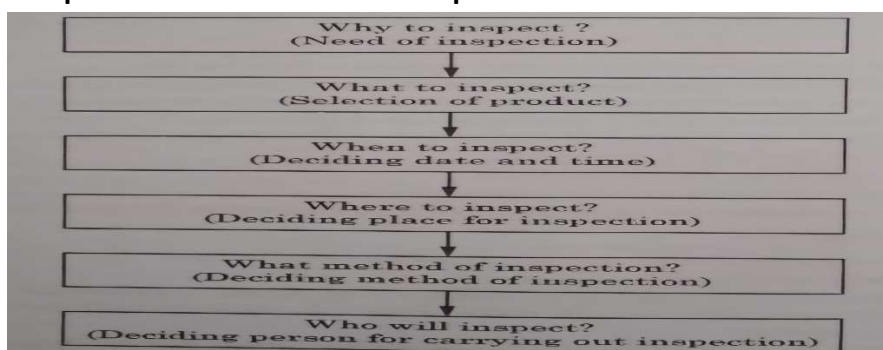 Why to inspect ?
(Need of inspection)
What to inspect?
(Selection of product)
When to inspect?
(Deciding date and time)
Where to inspect?
(Deciding place for inspection)
What method of inspection?
(Deciding method of inspection)
Who will inspect?
(Deciding person for carrying out inspection)